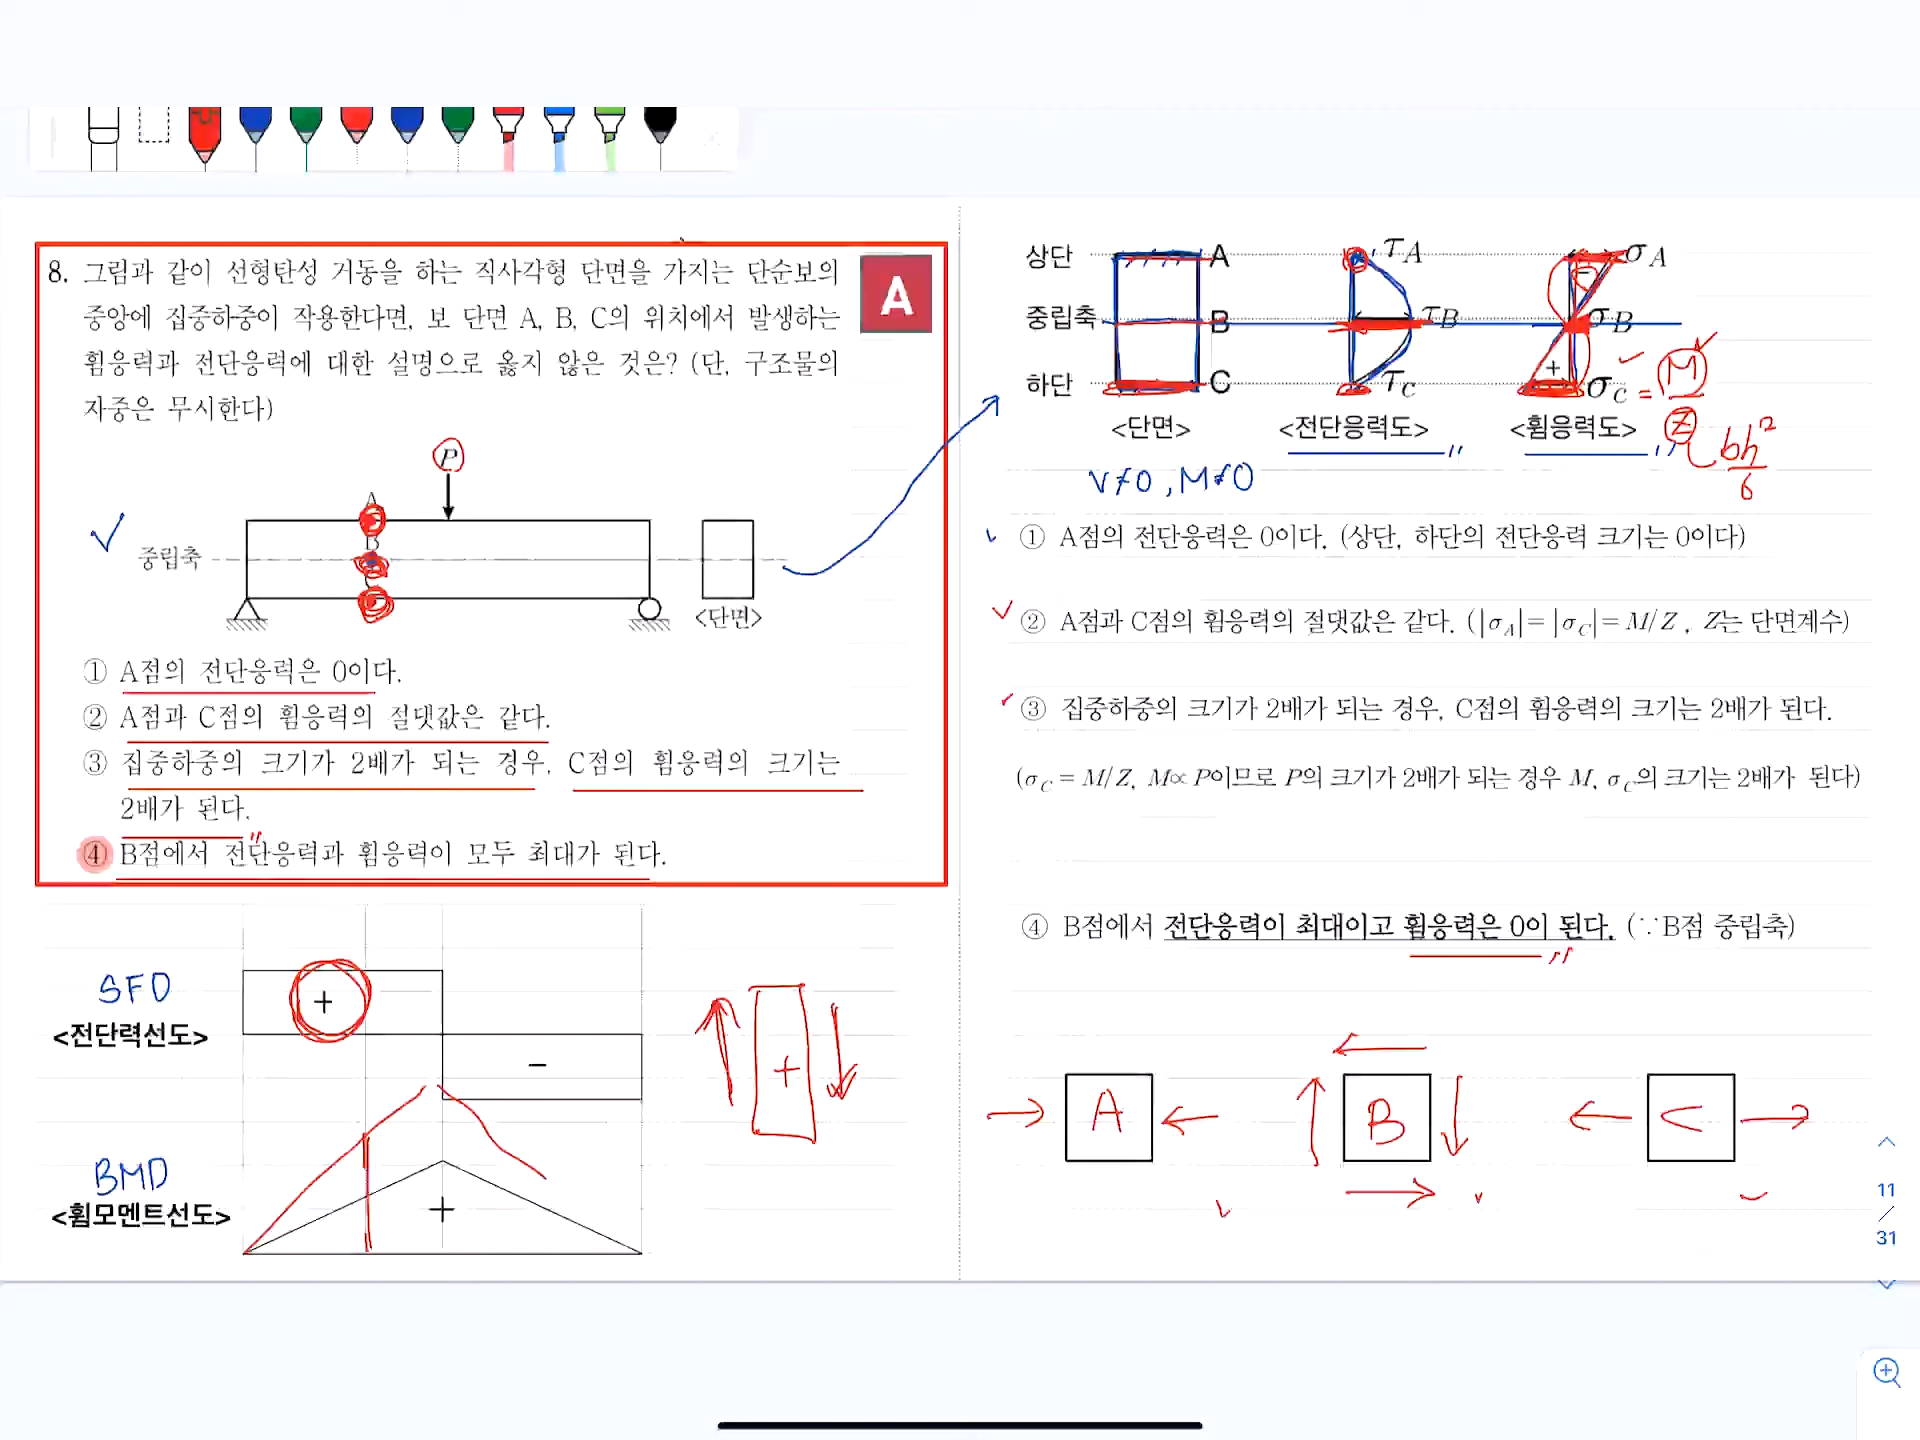 8. 그림과 같이 선형탄성 거동을 하는 직사각형 단면을 가지는 단순보의
중앙에 집중하중이 작용한다면, 보 단면 A, B, C의 위치에서 발생하는
휨응력과 전단응력에 대한 설명으로 옳지 않은 것은? (단, 구조물의
자중은 무시한다)
A
P
A
B
C
중립축
<단면>
① A점의 전단응력은 0이다.
② A점과 C점의 휨응력의 절댓값은 같다.
③ 집중하중의 크기가 2배가 되는 경우, C점의 휨응력의 크기는
2배가 된다.
④ B점에서 전단응력과 휨응력이 모두 최대가 된다.
SFD
<전단력선도>
+
−
+
BMD
<휨모멘트선도>
+
상단 A τA σA
−
중립축 B τB σB
+
하단 C τC σC = M/Z
<단면> <전단응력도> <휨응력도>
bh²/6
V≠0, M≠0
① A점의 전단응력은 0이다. (상단, 하단의 전단응력 크기는 0이다)
② A점과 C점의 휨응력의 절댓값은 같다. (|σA|=|σC|=M/Z, Z는 단면계수)
③ 집중하중의 크기가 2배가 되는 경우, C점의 휨응력의 크기는 2배가 된다.
(σC=M/Z, M∝P이므로 P의 크기가 2배가 되는 경우 M, σC의 크기는 2배가 된다)
④ B점에서 전단응력이 최대이고 휨응력은 0이 된다. (∵B점 중립축)
A B C
11
/
31